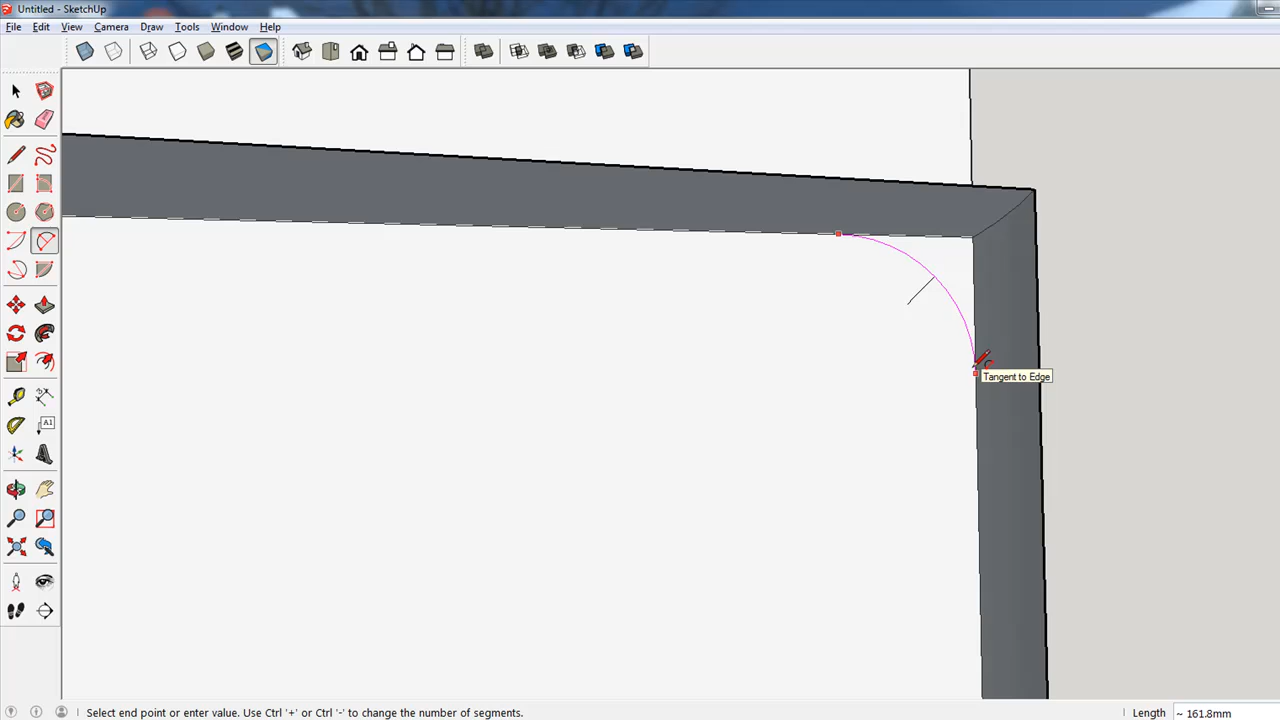 Untitled - SketchUp
File Edit View Camera Draw Tools Window Help
A1
Tangent to Edge
Select end point or enter value. Use Ctrl '+' or Ctrl '-' to change the number of segments.
Length ~ 161.8mm